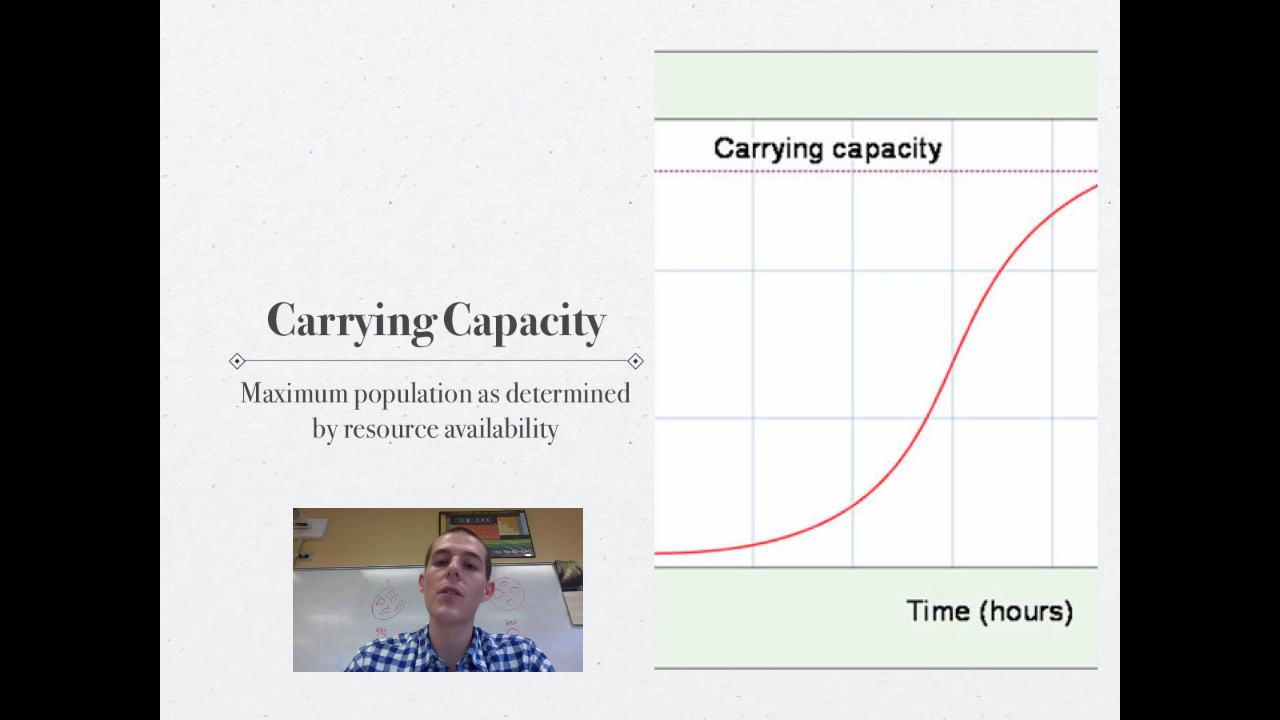 Carrying capacity
Carrying Capacity
Maximum population as determined
by resource availability
Time (hours)